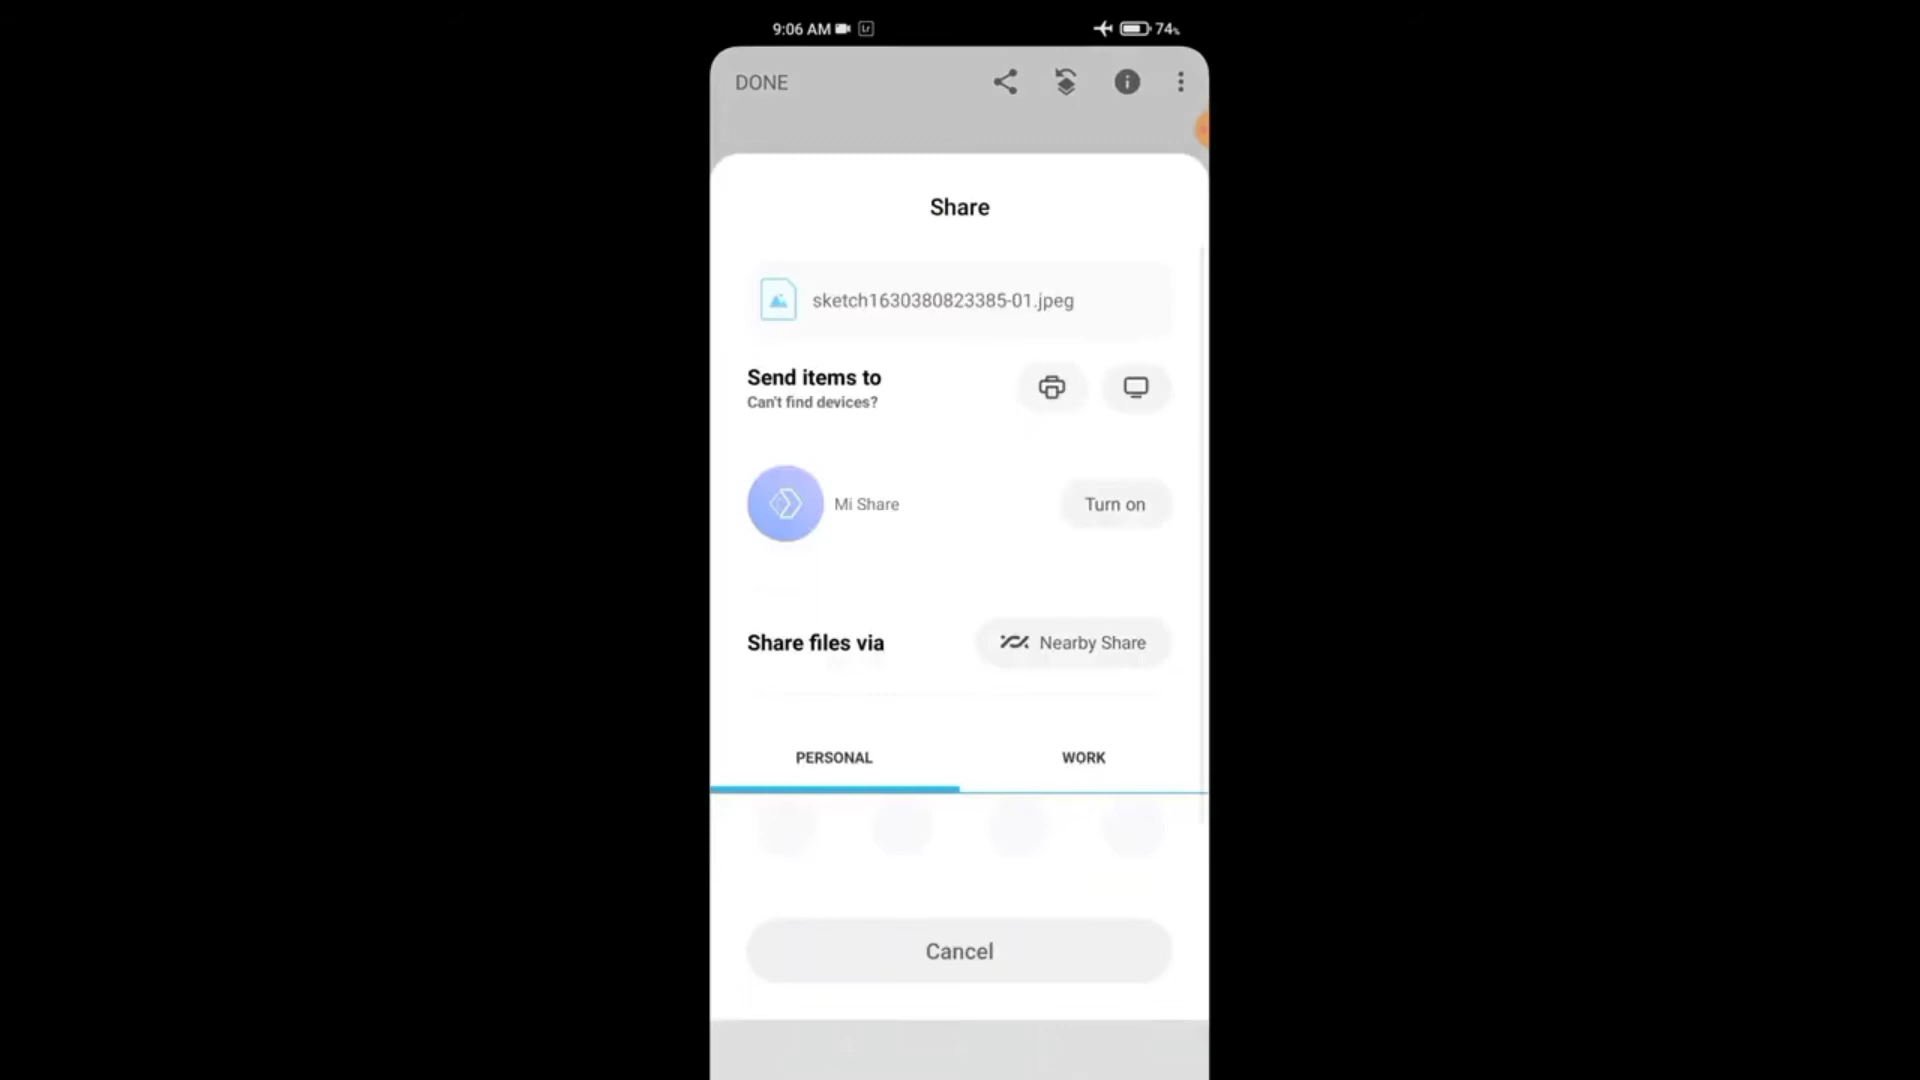 9:06 AM Lr 74%
DONE
Share
sketch1630380823385-01.jpeg
Send items to
Can't find devices?
Mi Share Turn on
Share files via Nearby Share
PERSONAL WORK
Cancel